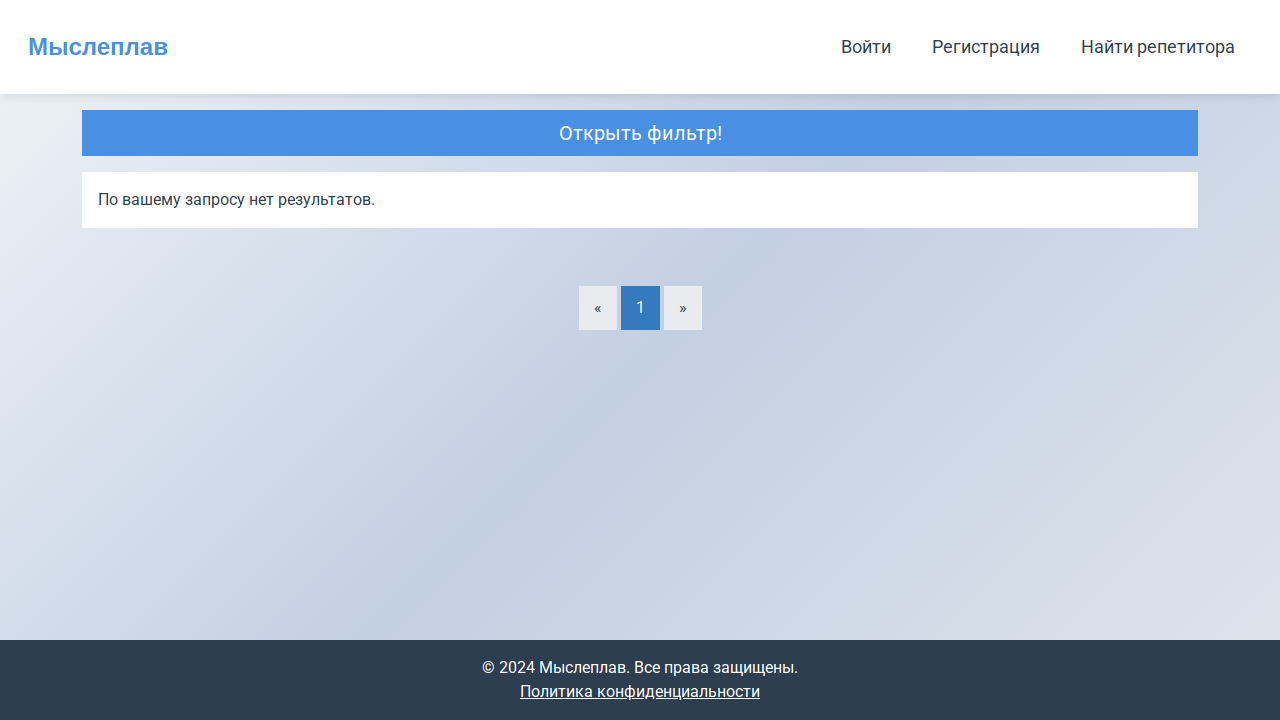 Мыслеплав
Войти
Регистрация
Найти репетитора
Открыть фильтр!
По вашему запросу нет результатов.
« 1 »
© 2024 Мыслеплав. Все права защищены.
Политика конфиденциальности